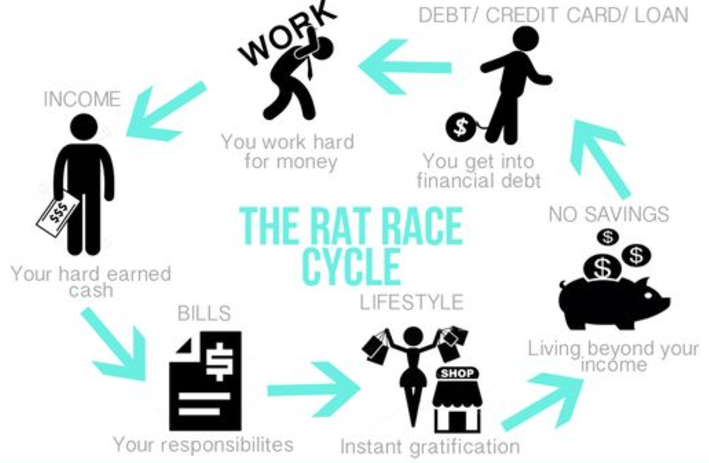 WORK
DEBT/ CREDIT CARD/ LOAN
INCOME
$$$
You work hard
for money
$
You get into
financial debt
THE RAT RACE
CYCLE
NO SAVINGS
$
$
$
Your hard earned
cash
BILLS
$
LIFESTYLE
SHOP
Living beyond your
income
Your responsibilites
Instant gratification